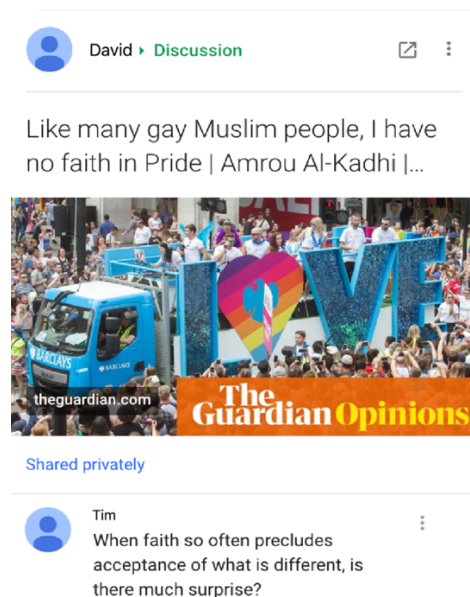 David ▸ Discussion
Like many gay Muslim people, I have
no faith in Pride | Amrou Al-Kadhi |...
LOVE
BARCLAYS
BARCLAYS
theguardian.com
The
Guardian Opinions
Shared privately
Tim
When faith so often precludes
acceptance of what is different, is
there much surprise?